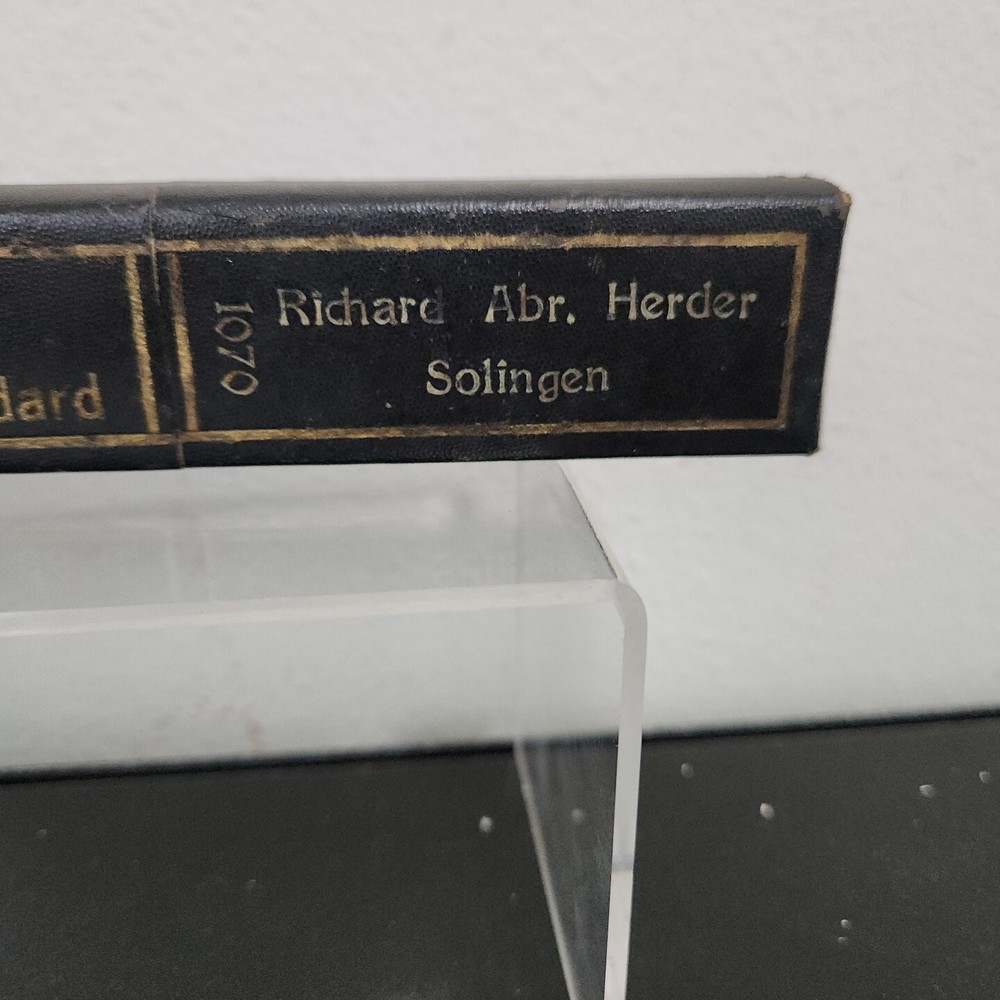 dard
1070
Richard Abr. Herder
Solingen